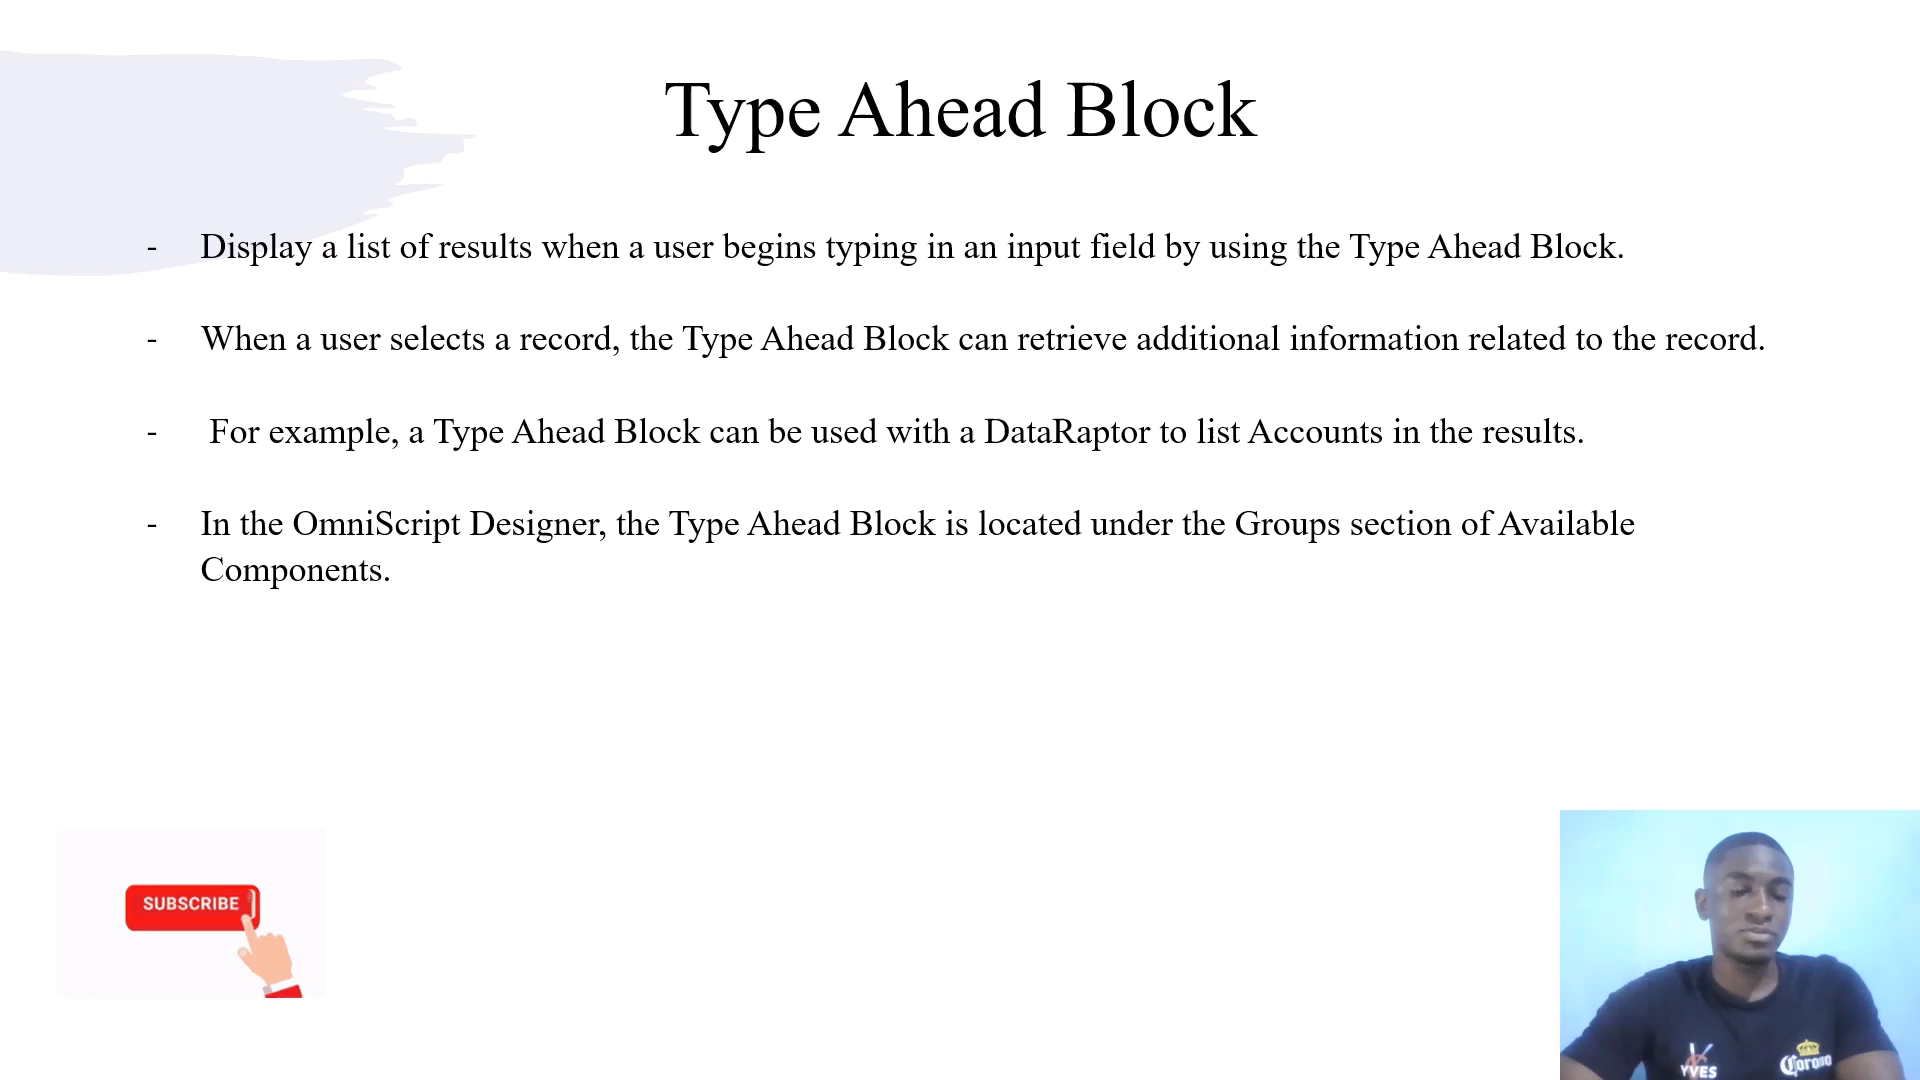 Type Ahead Block
- Display a list of results when a user begins typing in an input field by using the Type Ahead Block.
- When a user selects a record, the Type Ahead Block can retrieve additional information related to the record.
- For example, a Type Ahead Block can be used with a DataRaptor to list Accounts in the results.
- In the OmniScript Designer, the Type Ahead Block is located under the Groups section of Available
Components.
SUBSCRIBE
YVES
Corona